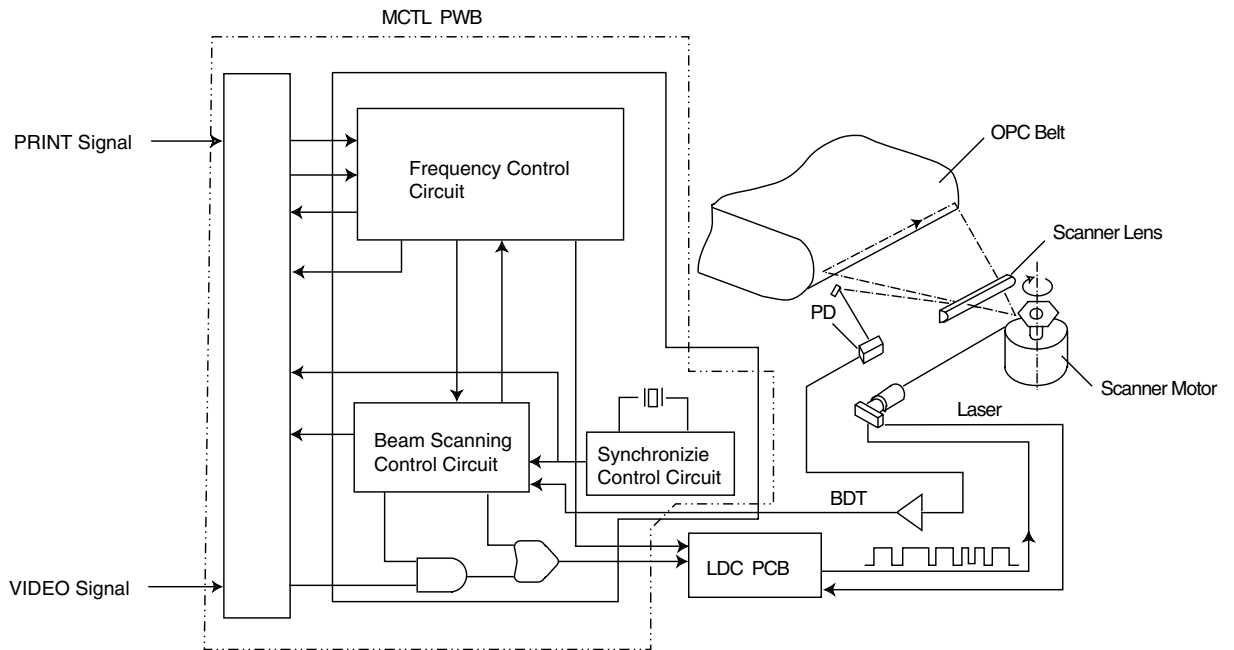 MCTL PWB
PRINT Signal
Frequency Control
Circuit
OPC Belt
Scanner Lens
PD
Scanner Motor
Laser
Beam Scanning
Control Circuit
Synchronizie
Control Circuit
BDT
LDC PCB
VIDEO Signal